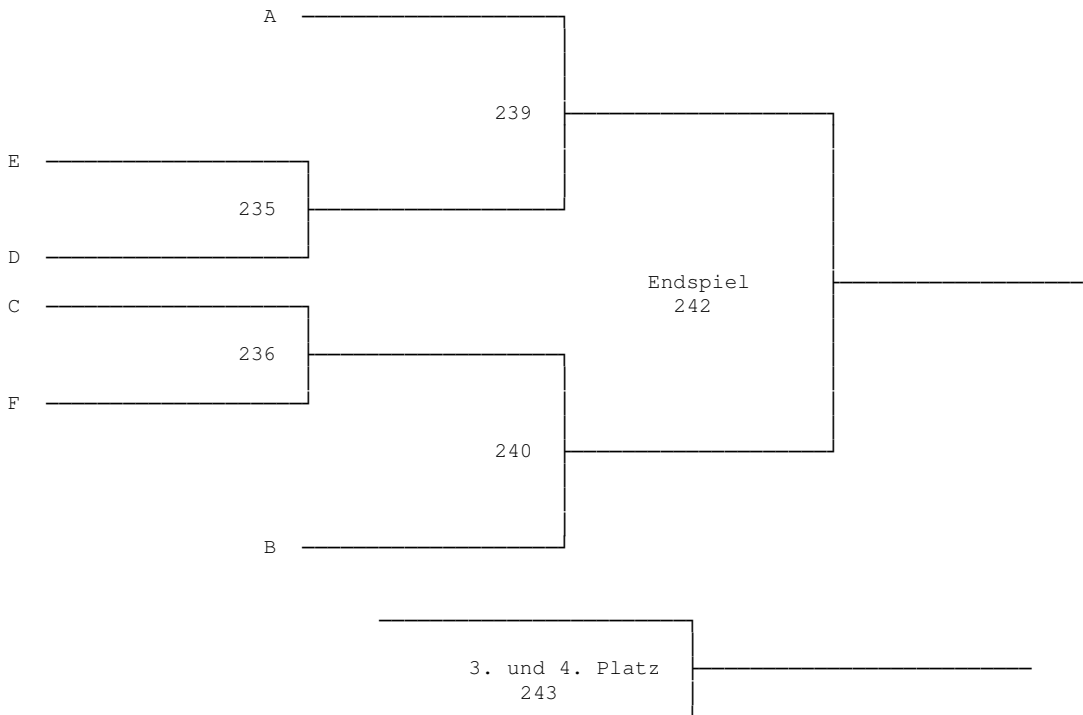 A
239
E
235
D
Endspiel
C
242
236
F
240
B
3. und 4. Platz
243